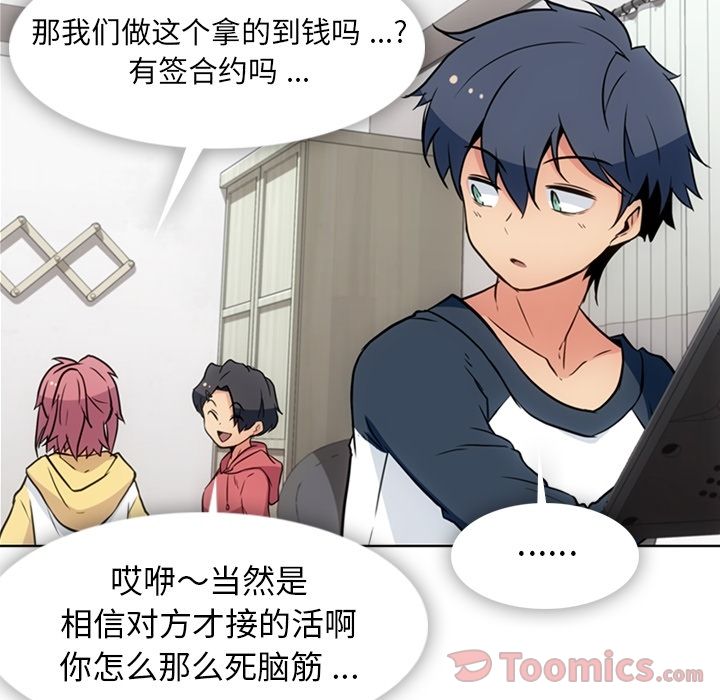 那我们做这个拿的到钱吗 ...?
有签合约吗 ...
......
哎咿～当然是
相信对方才接的活啊
你怎么那么死脑筋 ...
Toomics.com